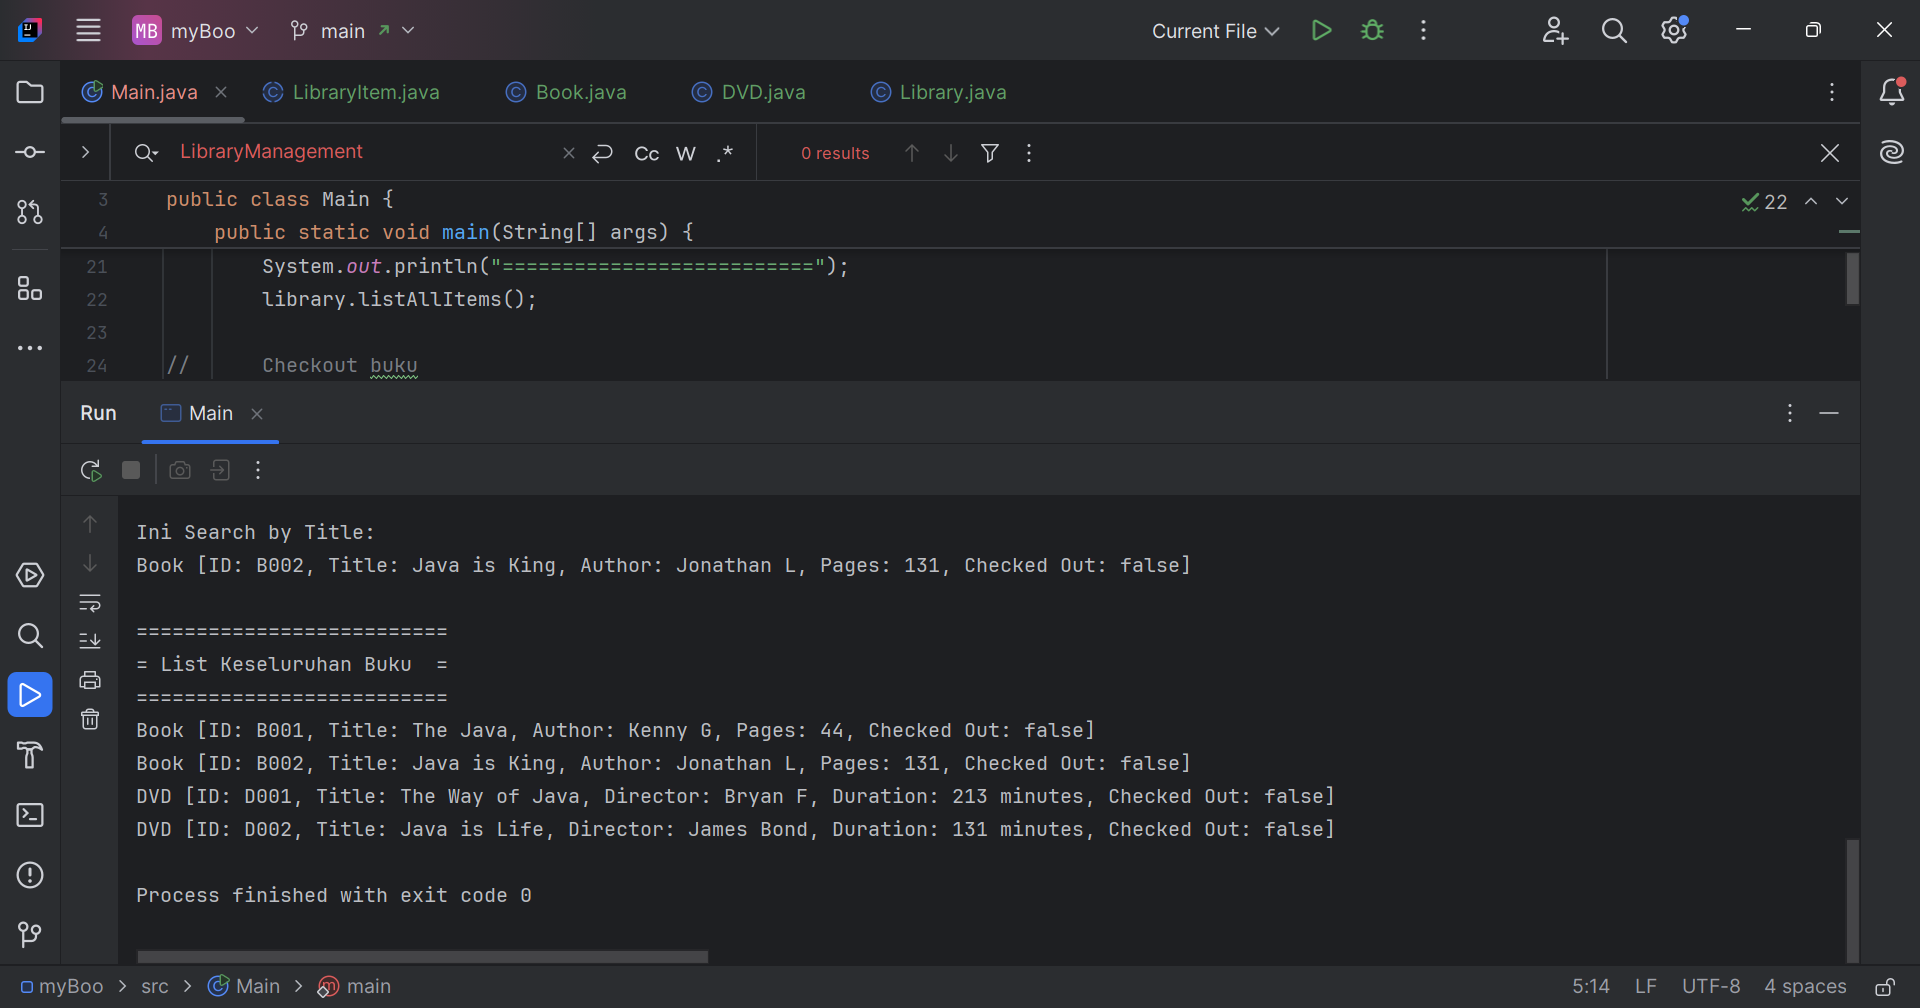 MB myBoo main Current File
Main.java LibraryItem.java Book.java DVD.java Library.java
LibraryManagement Cc W .* 0 results
3 public class Main { 22
4 public static void main(String[] args) {
21 System.out.println("==========================");
22 library.listAllItems();
23
24 // Checkout buku
Run Main
Ini Search by Title:
Book [ID: B002, Title: Java is King, Author: Jonathan L, Pages: 131, Checked Out: false]
==========================
= List Keseluruhan Buku  =
==========================
Book [ID: B001, Title: The Java, Author: Kenny G, Pages: 44, Checked Out: false]
Book [ID: B002, Title: Java is King, Author: Jonathan L, Pages: 131, Checked Out: false]
DVD [ID: D001, Title: The Way of Java, Director: Bryan F, Duration: 213 minutes, Checked Out: false]
DVD [ID: D002, Title: Java is Life, Director: James Bond, Duration: 131 minutes, Checked Out: false]
Process finished with exit code 0
myBoo > src > Main > main 5:14 LF UTF-8 4 spaces